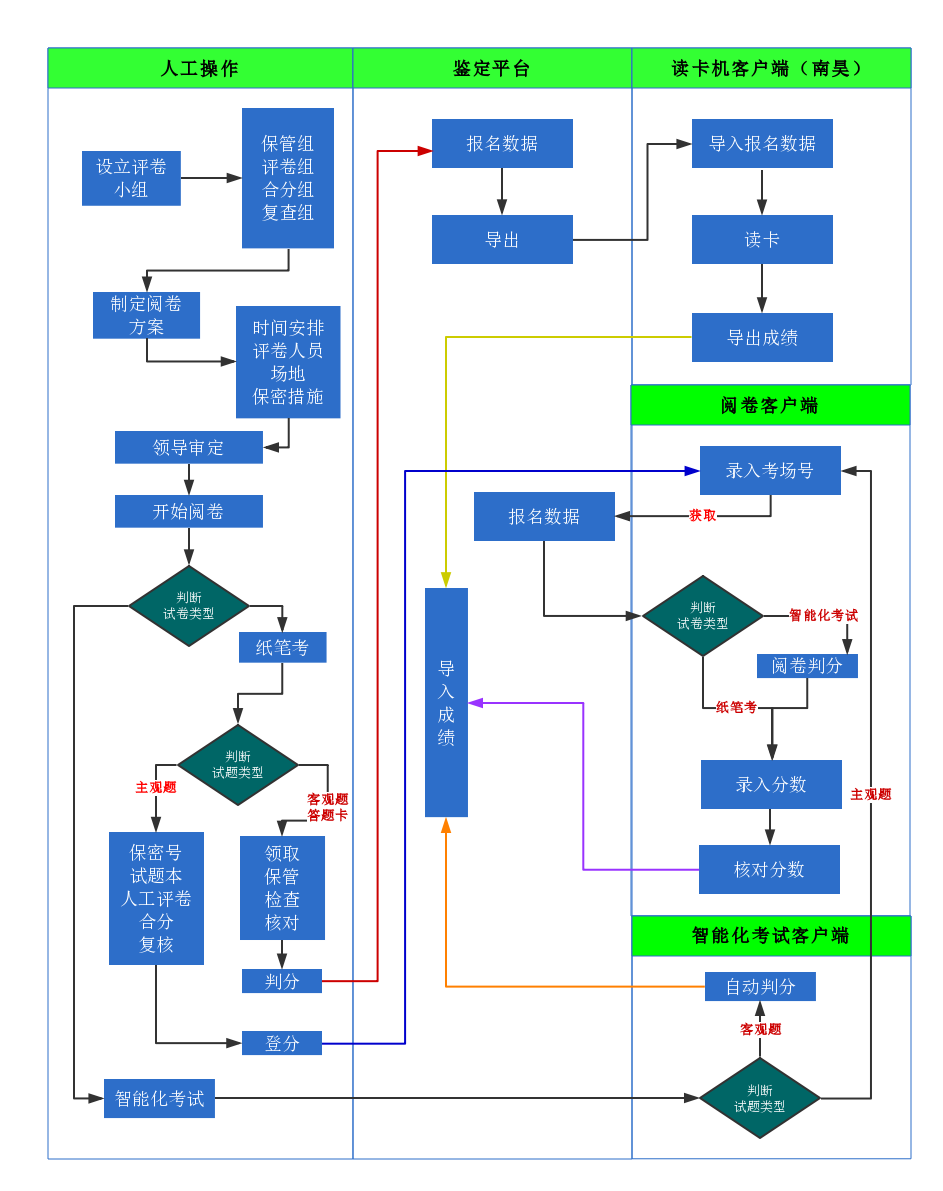 人工操作
鉴定平台
读卡机客户端（南昊）
设立评卷
小组
保管组
评卷组
合分组
复查组
制定阅卷
方案
时间安排
评卷人员
场地
保密措施
领导审定
开始阅卷
判断
试卷类型
纸笔考
判断
试题类型
主观题
客观题
答题卡
保密号
试题本
人工评卷
合分
复核
领取
保管
检查
核对
判分
登分
智能化考试
报名数据
导出
报名数据
导
入
成
绩
导入报名数据
读卡
导出成绩
阅卷客户端
录入考场号
获取
判断
试卷类型
智能化考试
阅卷判分
纸笔考
录入分数
主观题
核对分数
智能化考试客户端
自动判分
客观题
判断
试题类型